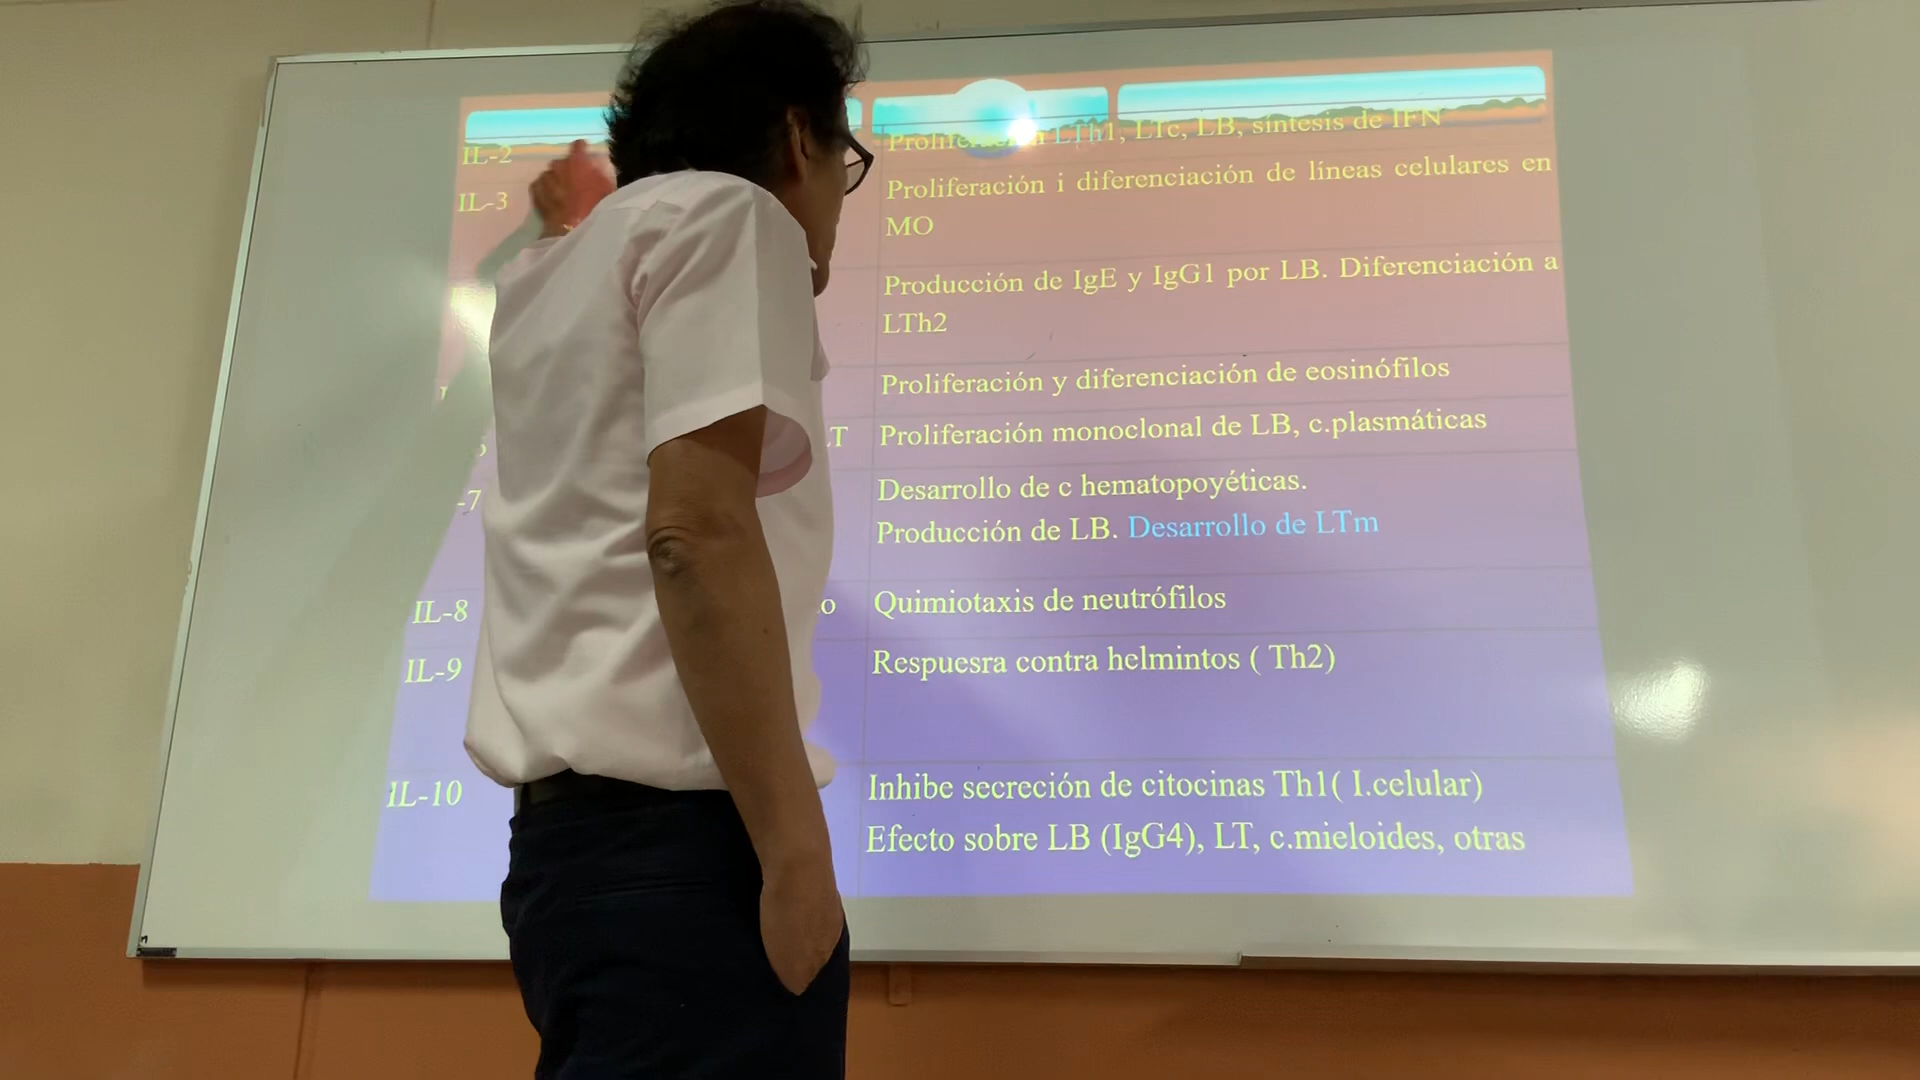 IL-2 Proliferación LTh1, LTc, LB, síntesis de IFN
IL-3 Proliferación i diferenciación de líneas celulares en
MO
Producción de IgE y IgG1 por LB. Diferenciación a
LTh2
Proliferación y diferenciación de eosinófilos
LT Proliferación monoclonal de LB, c.plasmáticas
-7 Desarrollo de c hematopoyéticas.
Producción de LB. Desarrollo de LTm
IL-8 Quimiotaxis de neutrófilos
IL-9 Respuesra contra helmintos ( Th2)
IL-10 Inhibe secreción de citocinas Th1( I.celular)
Efecto sobre LB (IgG4), LT, c.mieloides, otras